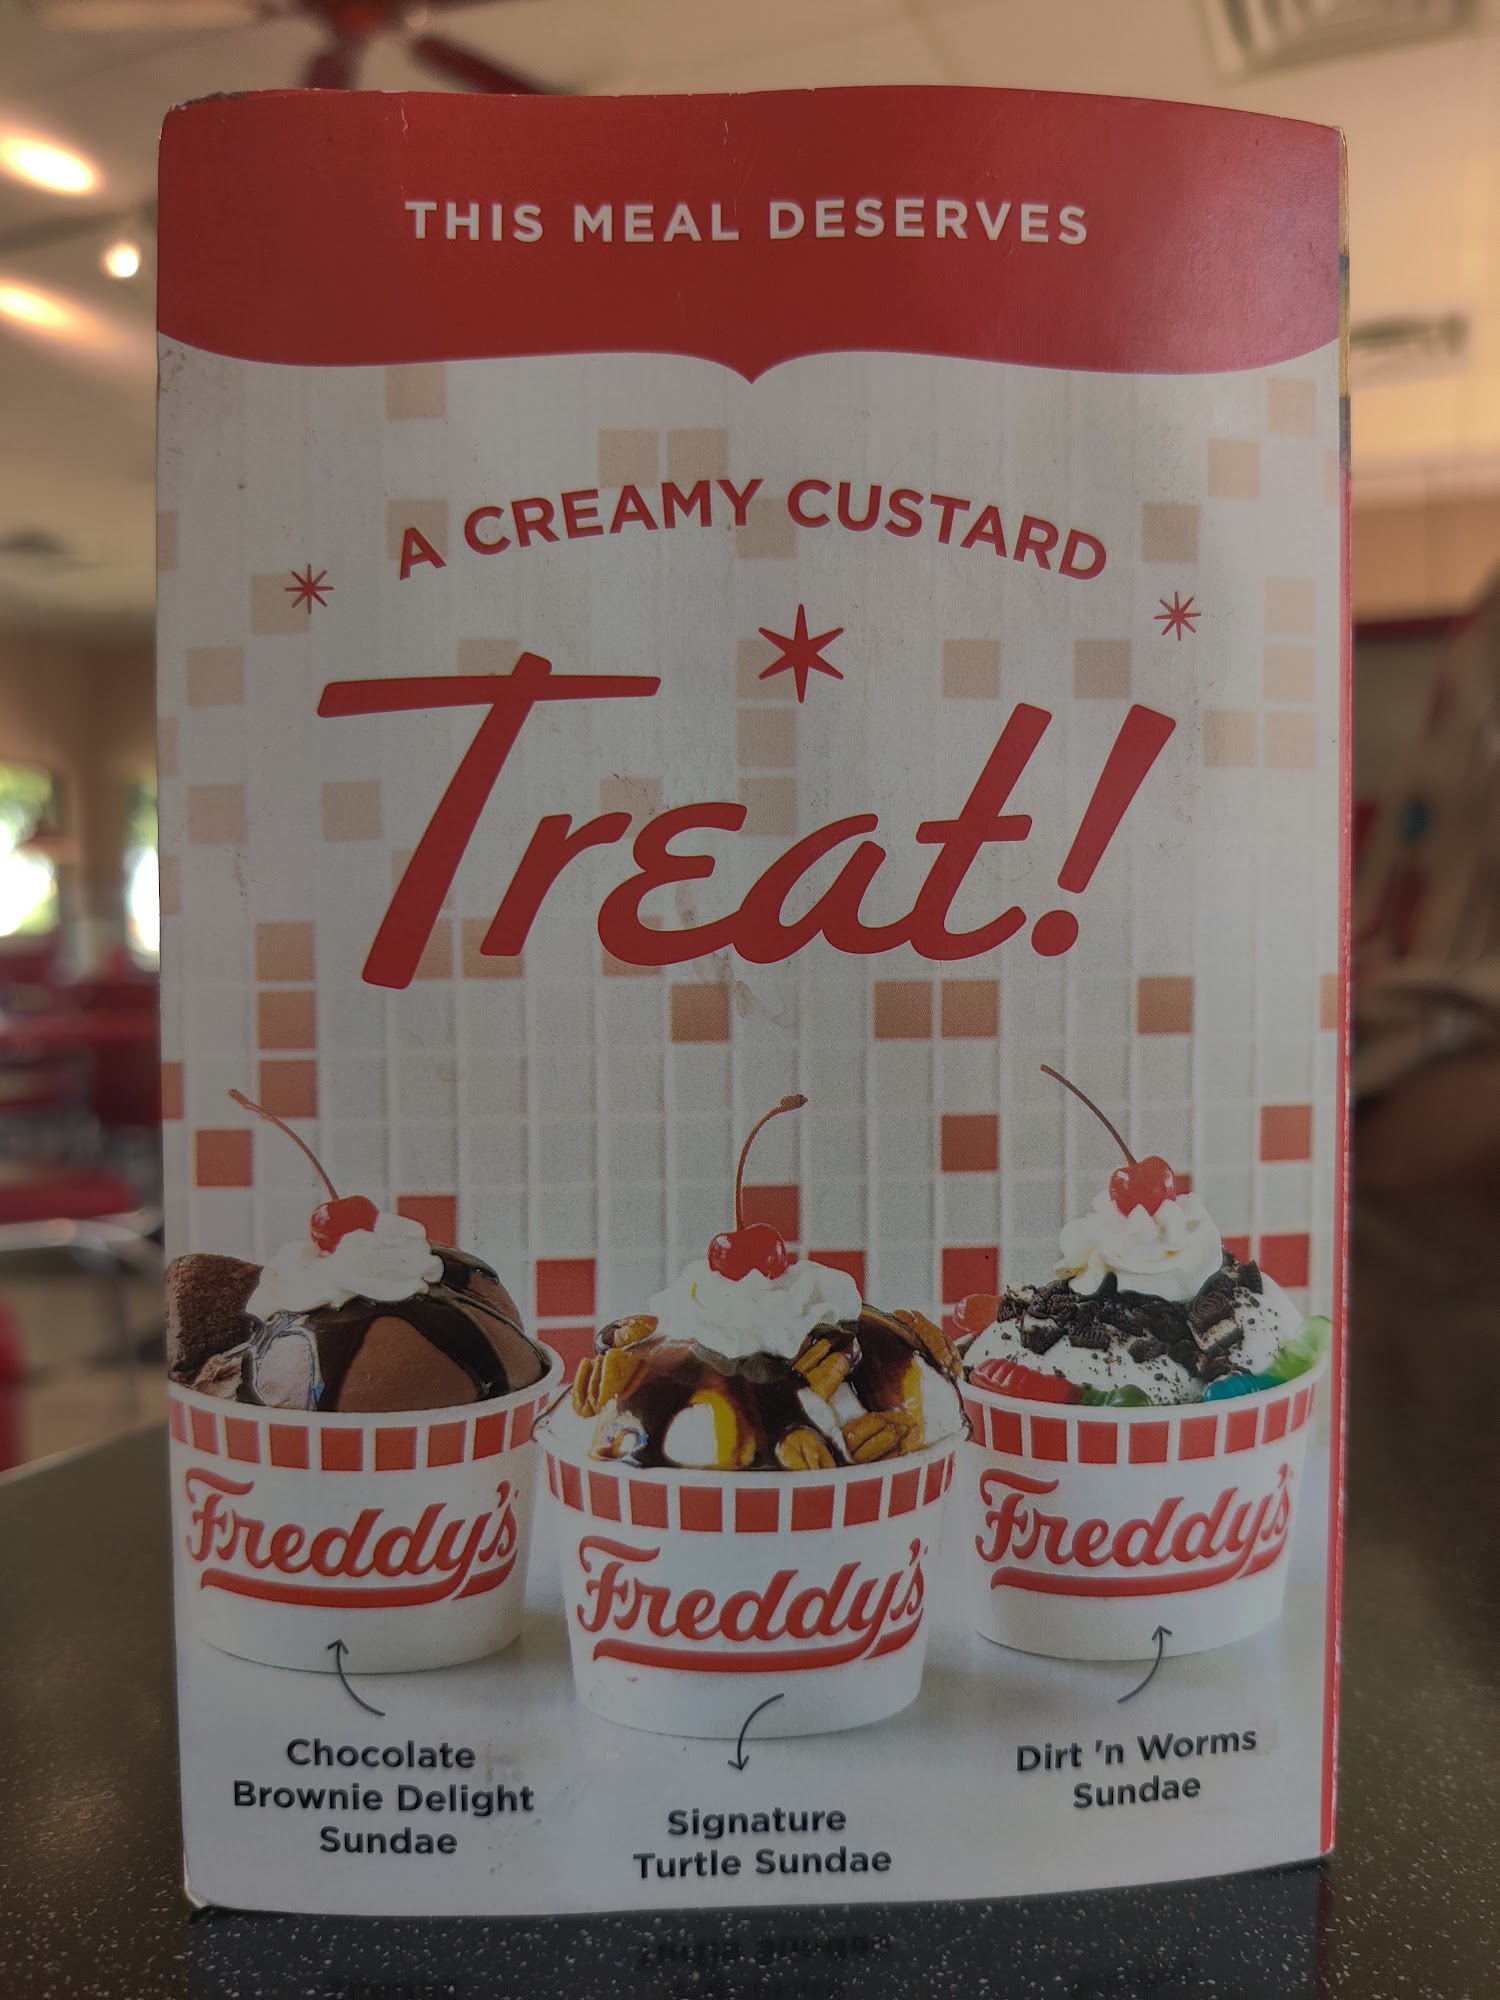 THIS MEAL DESERVES
A CREAMY CUSTARD
Treat!
Freddy's
Freddy's
Freddy's
Chocolate
Brownie Delight
Sundae
Signature
Turtle Sundae
Dirt 'n Worms
Sundae